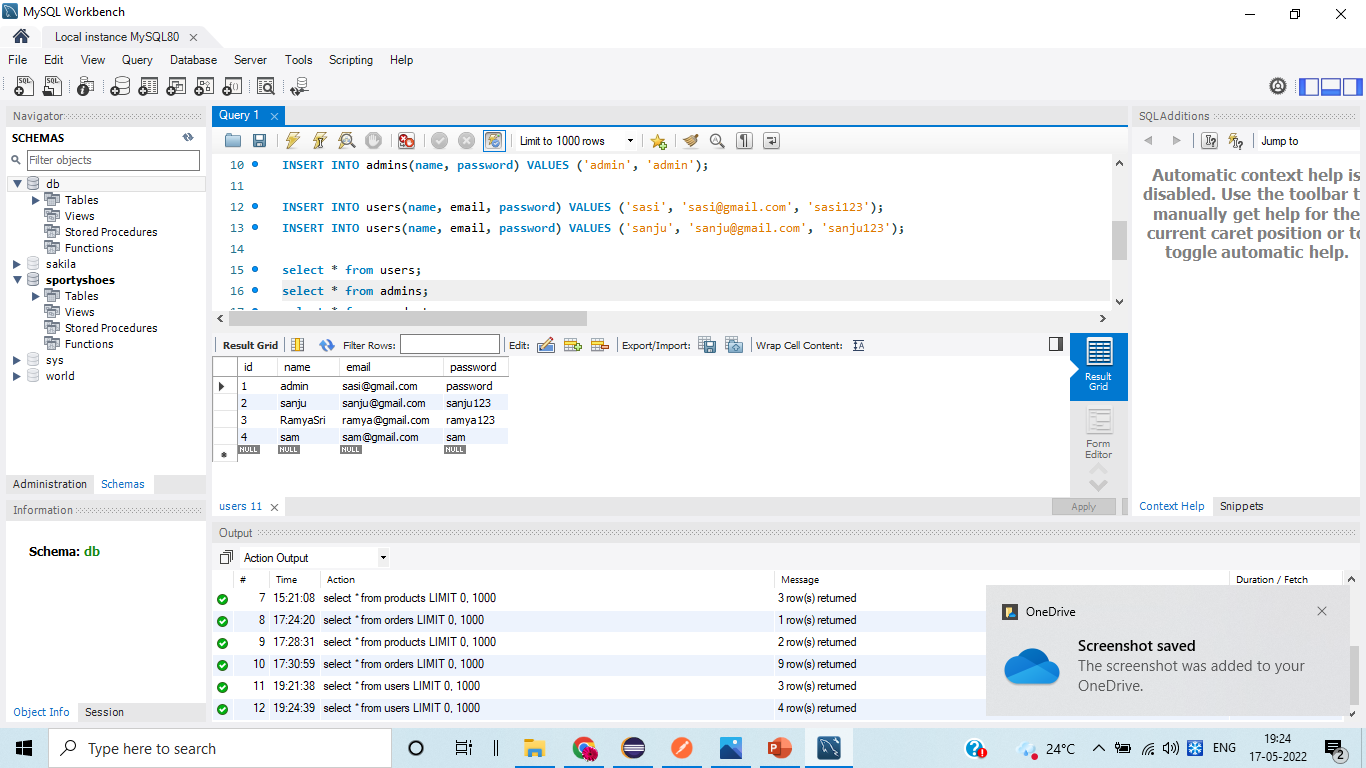 MySQL Workbench
Local instance MySQL80
File Edit View Query Database Server Tools Scripting Help
Navigator
SCHEMAS
Filter objects
db
Tables
Views
Stored Procedures
Functions
sakila
sportyshoes
Tables
Views
Stored Procedures
Functions
sys
world
Administration Schemas
Information
Schema: db
Object Info Session
Query 1
Limit to 1000 rows
10 INSERT INTO admins(name, password) VALUES ('admin', 'admin');
11
12 INSERT INTO users(name, email, password) VALUES ('sasi', 'sasi@gmail.com', 'sasi123');
13 INSERT INTO users(name, email, password) VALUES ('sanju', 'sanju@gmail.com', 'sanju123');
14
15 select * from users;
16 select * from admins;
Result Grid Filter Rows: Edit: Export/Import: Wrap Cell Content:
id name email password
1 admin sasi@gmail.com password
2 sanju sanju@gmail.com sanju123
3 RamyaSri ramya@gmail.com ramya123
4 sam sam@gmail.com sam
NULL NULL NULL NULL
Result
Grid
Form
Editor
users 11
Apply
SQLAdditions
Jump to
Automatic context help is
disabled. Use the toolbar t
manually get help for the
current caret position or to
toggle automatic help.
Context Help Snippets
Output
Action Output
# Time Action Message Duration / Fetch
7 15:21:08 select * from products LIMIT 0, 1000 3 row(s) returned
8 17:24:20 select * from orders LIMIT 0, 1000 1 row(s) returned
9 17:28:31 select * from products LIMIT 0, 1000 2 row(s) returned
10 17:30:59 select * from orders LIMIT 0, 1000 9 row(s) returned
11 19:21:38 select * from users LIMIT 0, 1000 3 row(s) returned
12 19:24:39 select * from users LIMIT 0, 1000 4 row(s) returned
OneDrive
Screenshot saved
The screenshot was added to your
OneDrive.
Type here to search
24°C
ENG
19:24
17-05-2022
2